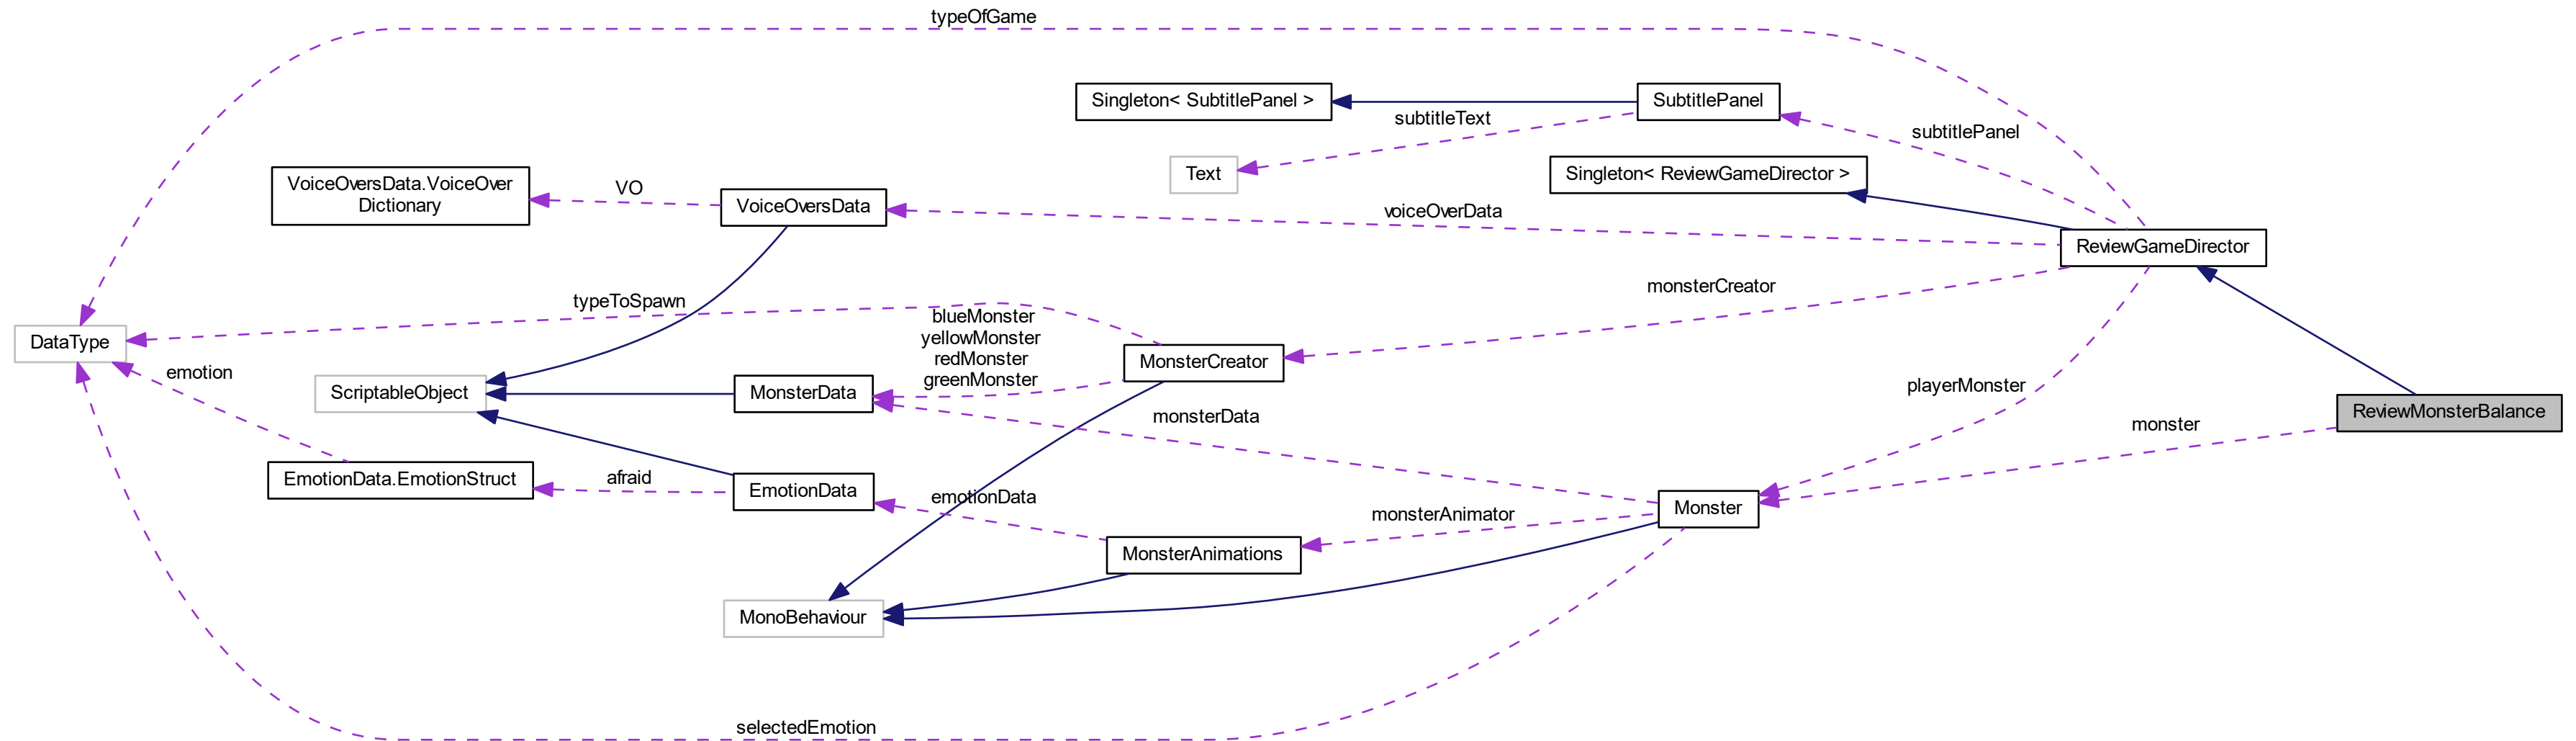 typeOfGame
Singleton< SubtitlePanel >
SubtitlePanel
subtitleText
subtitlePanel
Text
Singleton< ReviewGameDirector >
VoiceOversData.VoiceOver
Dictionary
VO
VoiceOversData
voiceOverData
ReviewGameDirector
monsterCreator
typeToSpawn
blueMonster
yellowMonster
redMonster
greenMonster
DataType
MonsterCreator
emotion
ScriptableObject
MonsterData
playerMonster
ReviewMonsterBalance
monsterData
monster
EmotionData.EmotionStruct
afraid
EmotionData
emotionData
Monster
monsterAnimator
MonsterAnimations
MonoBehaviour
selectedEmotion